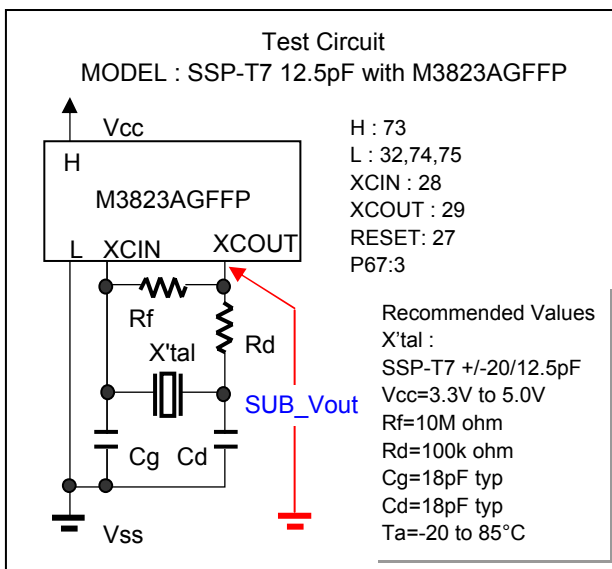 Test Circuit
MODEL : SSP-T7 12.5pF with M3823AGFFP
Vcc
H
M3823AGFFP
L XCIN XCOUT
Rf
Rd
X'tal
SUB_Vout
Cg Cd
Vss
H : 73
L : 32,74,75
XCIN : 28
XCOUT : 29
RESET: 27
P67:3
Recommended Values
X'tal :
SSP-T7 +/-20/12.5pF
Vcc=3.3V to 5.0V
Rf=10M ohm
Rd=100k ohm
Cg=18pF typ
Cd=18pF typ
Ta=-20 to 85°C